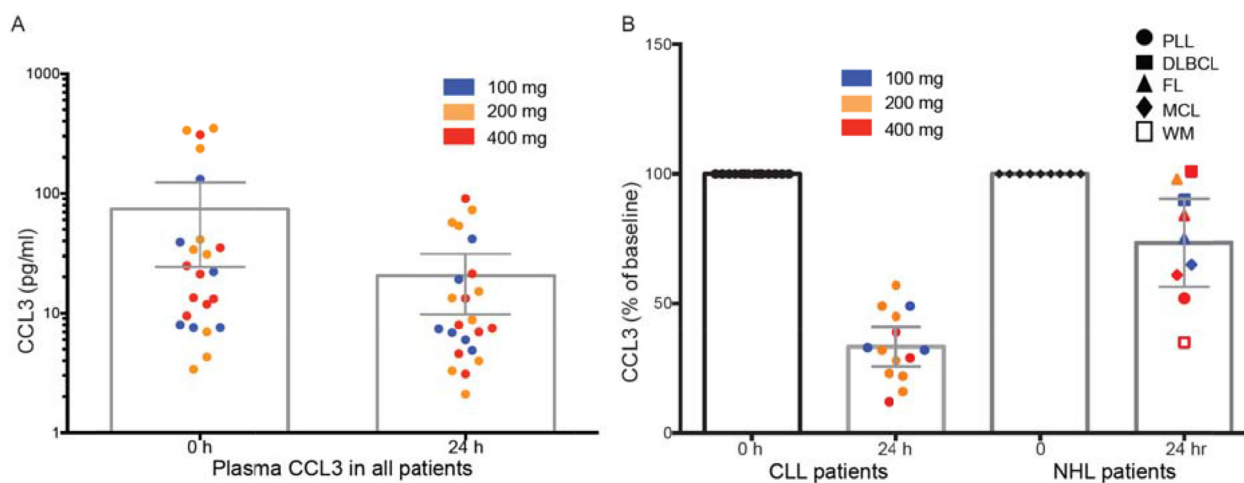 A
1000
100
10
1
CCL3 (pg/ml)
100 mg
200 mg
400 mg
0 h
24 h
Plasma CCL3 in all patients
B
150
100
50
0
CCL3 (% of baseline)
100 mg
200 mg
400 mg
PLL
DLBCL
FL
MCL
WM
0 h
24 h
0
24 hr
CLL patients
NHL patients